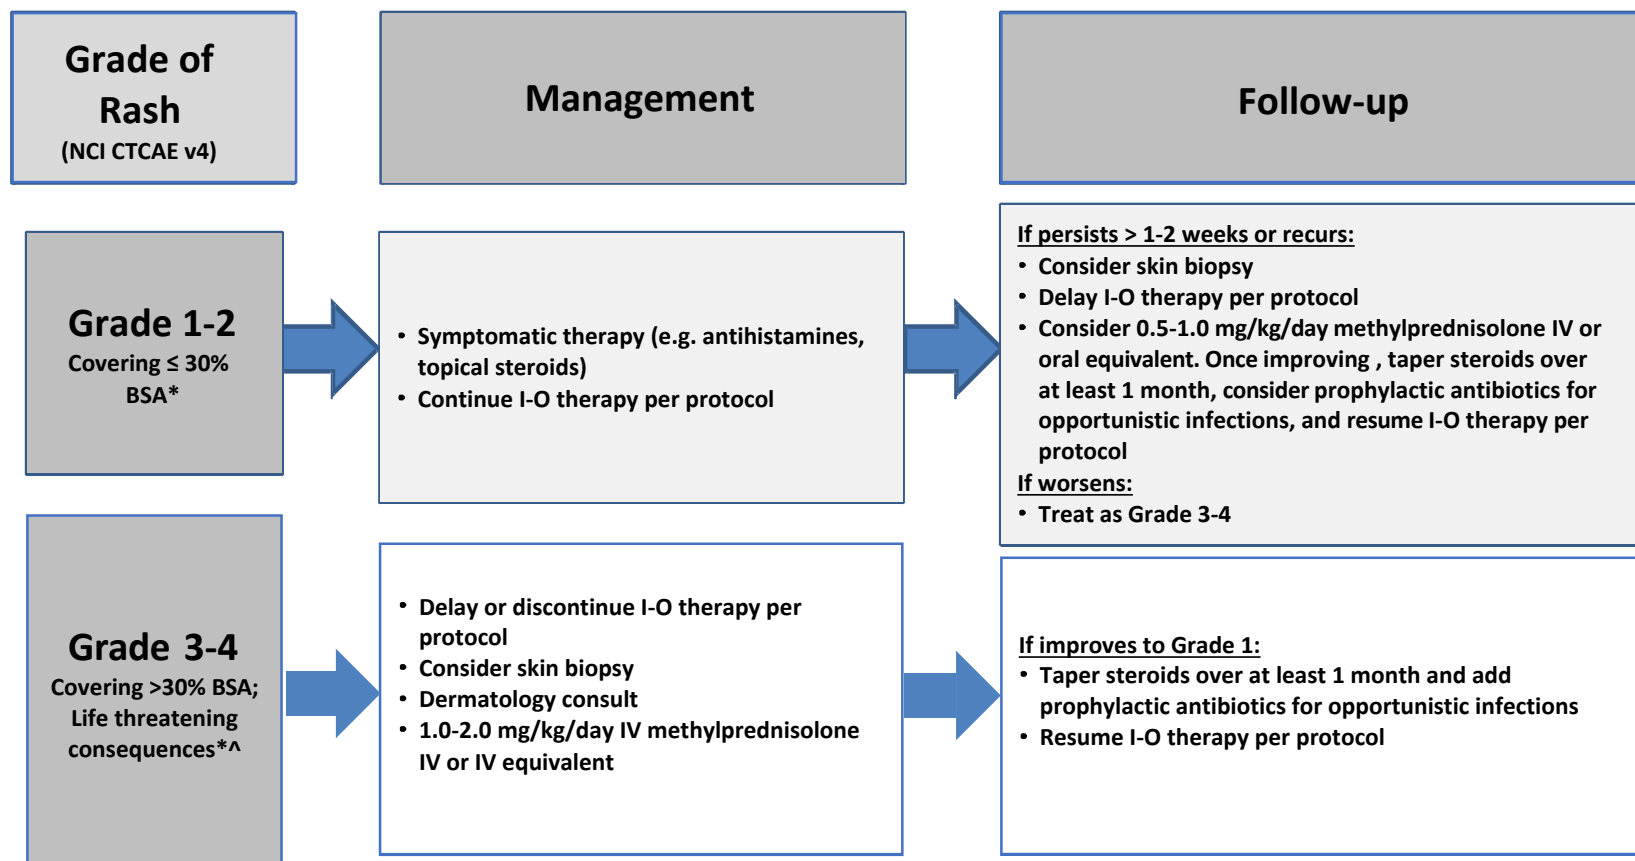 Grade of
Rash
(NCI CTCAE v4)
Management
Follow-up
Grade 1-2
Covering ≤ 30%
BSA*
• Symptomatic therapy (e.g. antihistamines,
topical steroids)
• Continue I-O therapy per protocol
If persists > 1-2 weeks or recurs:
• Consider skin biopsy
• Delay I-O therapy per protocol
• Consider 0.5-1.0 mg/kg/day methylprednisolone IV or
oral equivalent. Once improving , taper steroids over
at least 1 month, consider prophylactic antibiotics for
opportunistic infections, and resume I-O therapy per
protocol
If worsens:
• Treat as Grade 3-4
Grade 3-4
Covering >30% BSA;
Life threatening
consequences*^
• Delay or discontinue I-O therapy per
protocol
• Consider skin biopsy
• Dermatology consult
• 1.0-2.0 mg/kg/day IV methylprednisolone
IV or IV equivalent
If improves to Grade 1:
• Taper steroids over at least 1 month and add
prophylactic antibiotics for opportunistic infections
• Resume I-O therapy per protocol